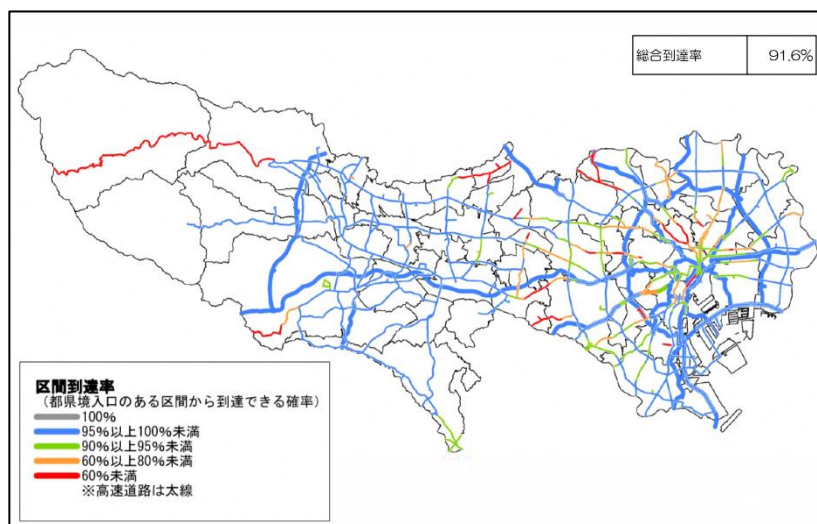 総合到達率 91.6%
区間到達率
（都県境入口のある区間から到達できる確率）
100%
95%以上100%未満
90%以上95%未満
60%以上80%未満
60%未満
※高速道路は太線